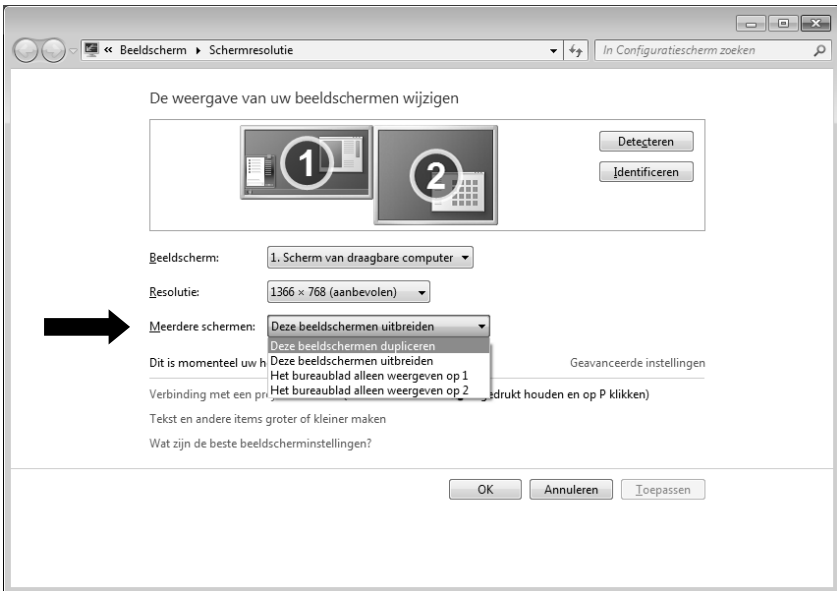 « Beeldscherm ▸ Schermresolutie
In Configuratiescherm zoeken
De weergave van uw beeldschermen wijzigen
1
2
Detecteren
Identificeren
Beeldscherm: 1. Scherm van draagbare computer
Resolutie: 1366 × 768 (aanbevolen)
Meerdere schermen: Deze beeldschermen uitbreiden
Deze beeldschermen dupliceren
Dit is momenteel uw h Deze beeldschermen uitbreiden Geavanceerde instellingen
Het bureaublad alleen weergeven op 1
Het bureaublad alleen weergeven op 2
Verbinding met een pr drukt houden en op P klikken)
Tekst en andere items groter of kleiner maken
Wat zijn de beste beeldscherminstellingen?
OK Annuleren Toepassen